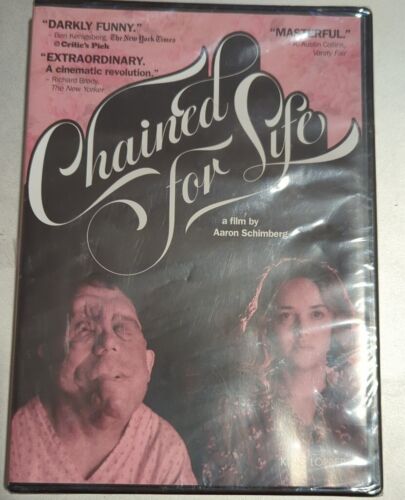 "DARKLY FUNNY."
– Ben Kenigsberg, The New York Times
Critic's Pick
"EXTRAORDINARY.
A cinematic revolution."
– Richard Brody,
The New Yorker
"MASTERFUL."
Austin Collins,
Vanity Fair
Chained
for Life
a film by
Aaron Schimberg